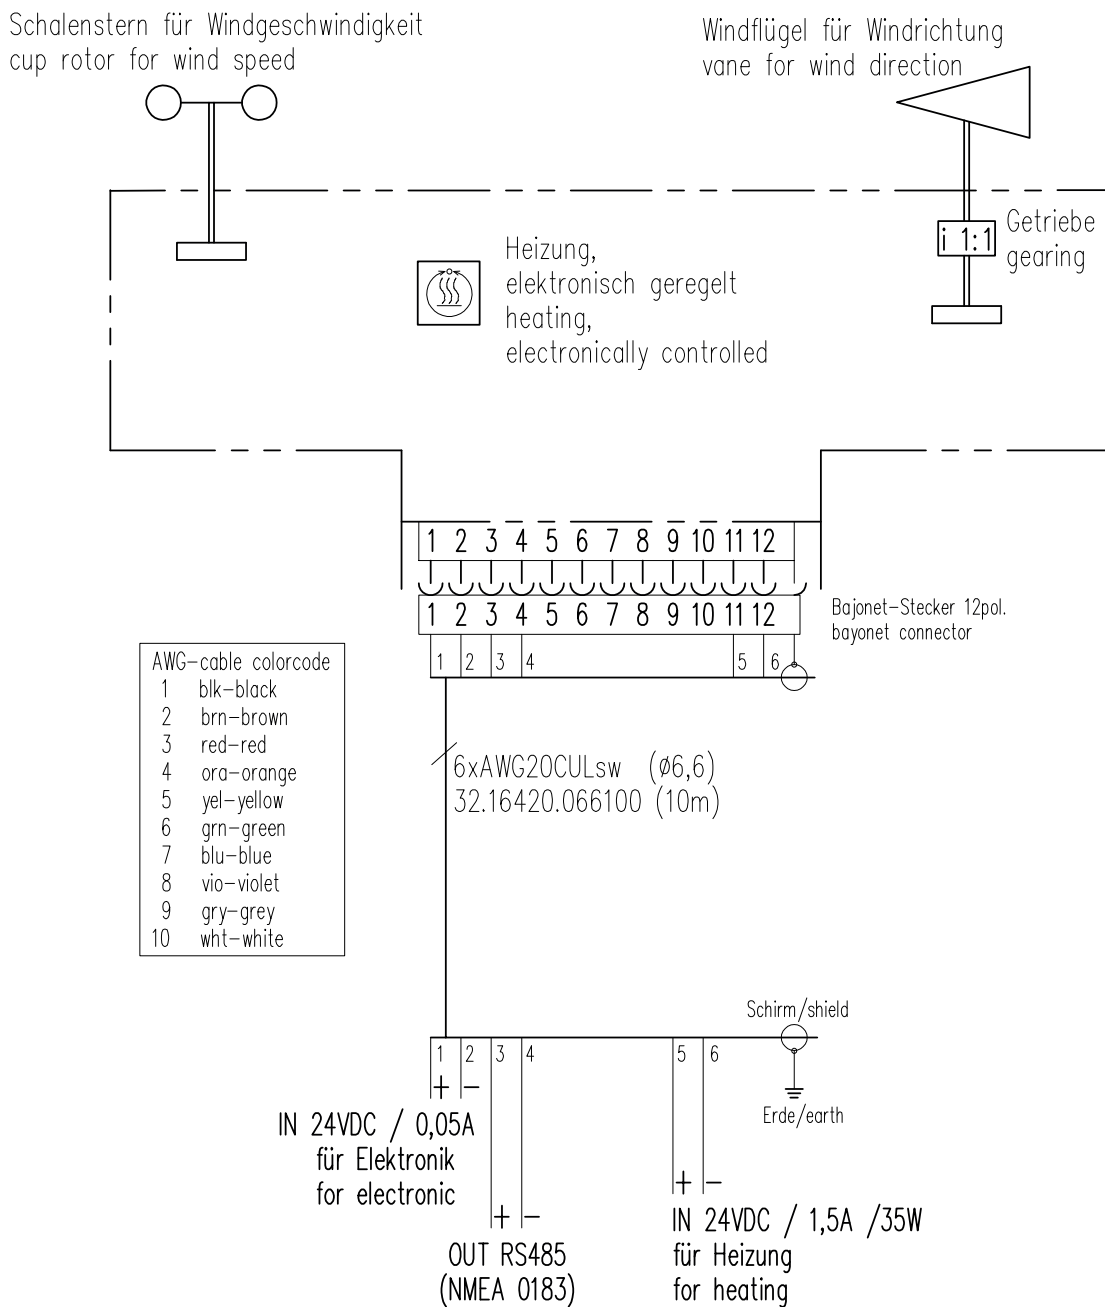 Schalenstern für Windgeschwindigkeit
cup rotor for wind speed
Windflügel für Windrichtung
vane for wind direction
i 1:1
Getriebe
gearing
Heizung,
elektronisch geregelt
heating,
electronically controlled
1 2 3 4 5 6 7 8 9 10 11 12
1 2 3 4 5 6 7 8 9 10 11 12
Bajonet-Stecker 12pol.
bayonet connector
1 2 3 4 5 6
AWG-cable colorcode
1 blk-black
2 brn-brown
3 red-red
4 ora-orange
5 yel-yellow
6 grn-green
7 blu-blue
8 vio-violet
9 gry-grey
10 wht-white
6xAWG20CULsw (ø6,6)
32.16420.066100 (10m)
Schirm/shield
1 2 3 4 5 6
+ -
Erde/earth
IN 24VDC / 0,05A
für Elektronik
for electronic
+ -
OUT RS485
(NMEA 0183)
+ -
IN 24VDC / 1,5A /35W
für Heizung
for heating